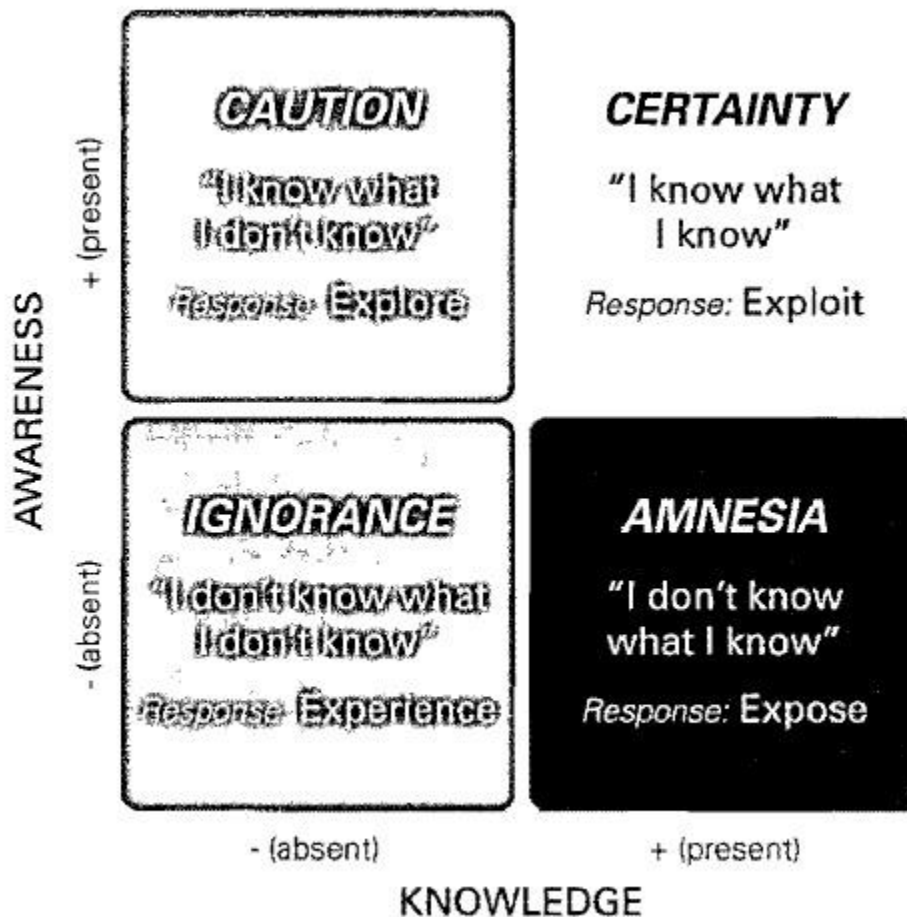 CAUTION
"I know what
I don't know"
Response: Explore
CERTAINTY
"I know what
I know"
Response: Exploit
+ (present)
AWARENESS
IGNORANCE
"I don't know what
I don't know"
Response: Experience
AMNESIA
"I don't know
what I know"
Response: Expose
- (absent)
- (absent)
+ (present)
KNOWLEDGE